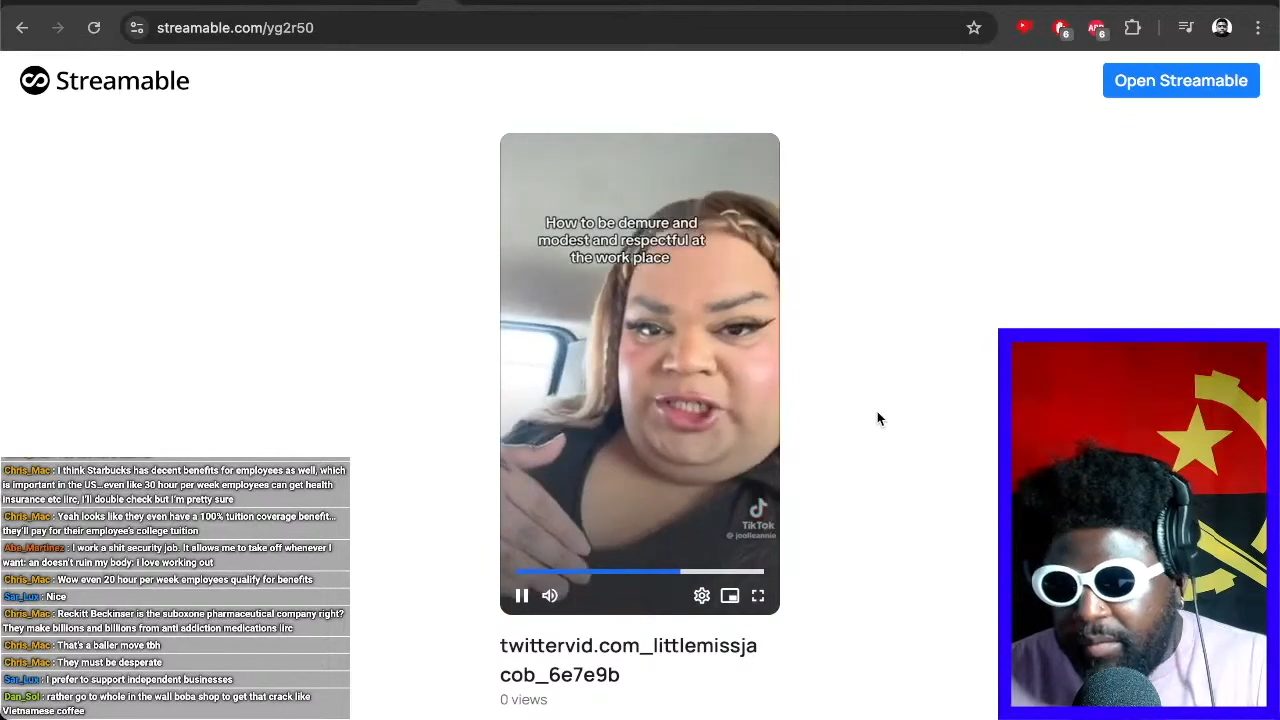 streamable.com/yg2r50
6
6
Streamable
Open Streamable
How to be demure and
modest and respectful at
the work place
TikTok
@ joolieannie
twittervid.com_littlemissja
cob_6e7e9b
0 views
Chris_Mac : I think Starbucks has decent benefits for employees as well, which
is important in the US...even like 30 hour per week employees can get health
insurance etc iirc, I'll double check but I'm pretty sure
Chris_Mac : Yeah looks like they even have a 100% tuition coverage benefit...
they'll pay for their employee's college tuition
Abe_Martinez : I work a shit security job. It allows me to take off whenever I
want: an doesn't ruin my body: I love working out
Chris_Mac : Wow even 20 hour per week employees qualify for benefits
Sar_Lux : Nice
Chris_Mac : Reckitt Beckinser is the suboxone pharmaceutical company right?
They make billions and billions from anti addiction medications iirc
Chris_Mac : That's a baller move tbh
Chris_Mac : They must be desperate
Sar_Lux : I prefer to support independent businesses
Dan_Sol : rather go to whole in the wall boba shop to get that crack like
Vietnamese coffee